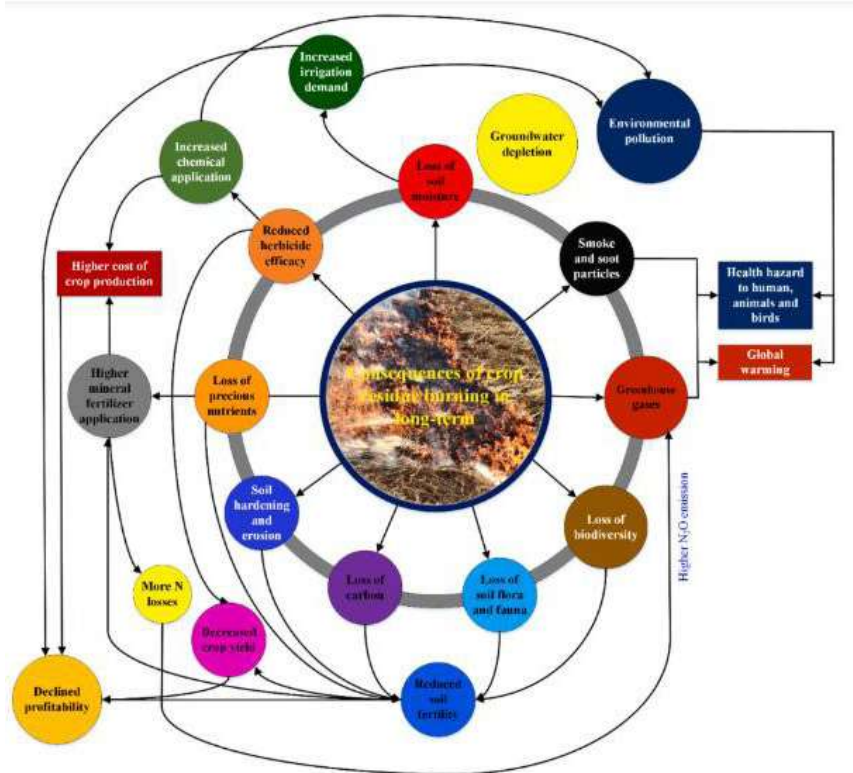 Increased
irrigation
demand
Groundwater
depletion
Environmental
pollution
Increased
chemical
application
Loss of
soil
moisture
Reduced
herbicide
efficacy
Smoke
and soot
particles
Higher cost of
crop production
Health hazard
to human,
animals and
birds
Global
warming
Higher
mineral
fertilizer
application
Loss of
precious
nutrients
Consequences of crop
residue burning in
long-term
Greenhouse
gases
Soil
hardening
and
erosion
Loss of
biodiversity
Higher N₂O emission
Loss of
carbon
Loss of
soil flora
and fauna
More N
losses
Decreased
crop yield
Declined
profitability
Reduced
soil
fertility